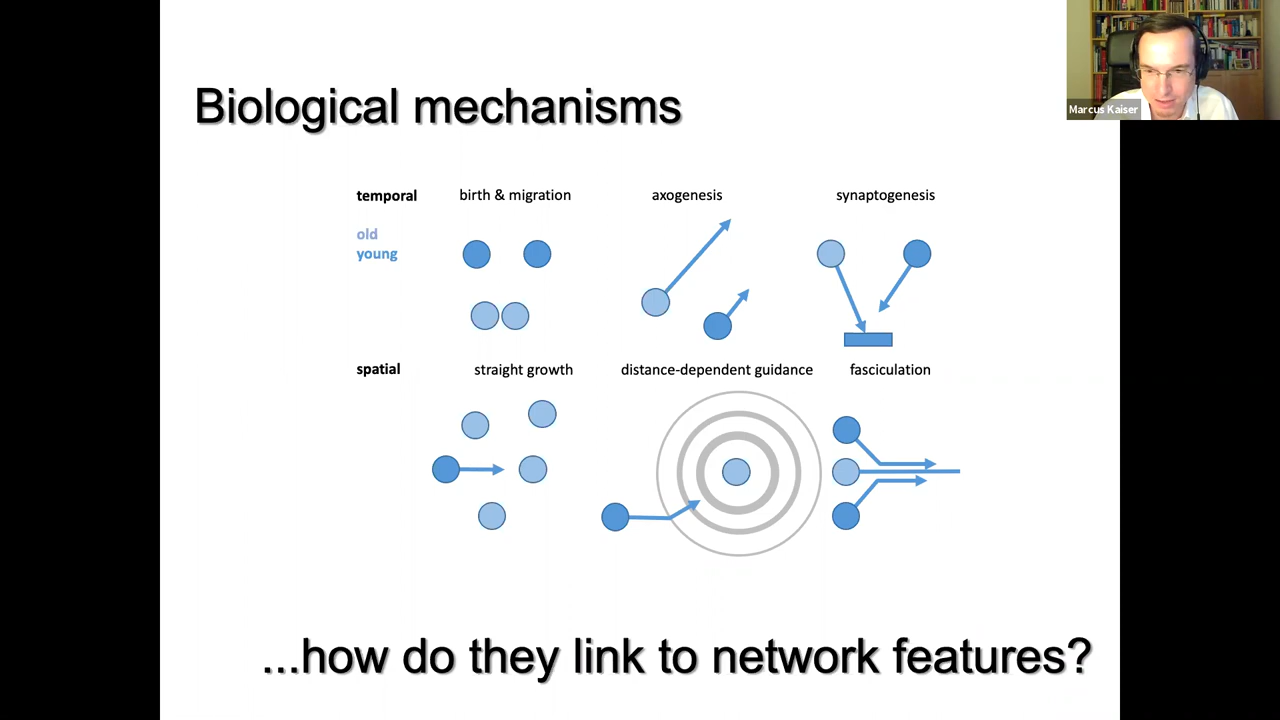 Marcus Kaiser
Biological mechanisms
temporal birth & migration axogenesis synaptogenesis
old
young
spatial straight growth distance-dependent guidance fasciculation
...how do they link to network features?